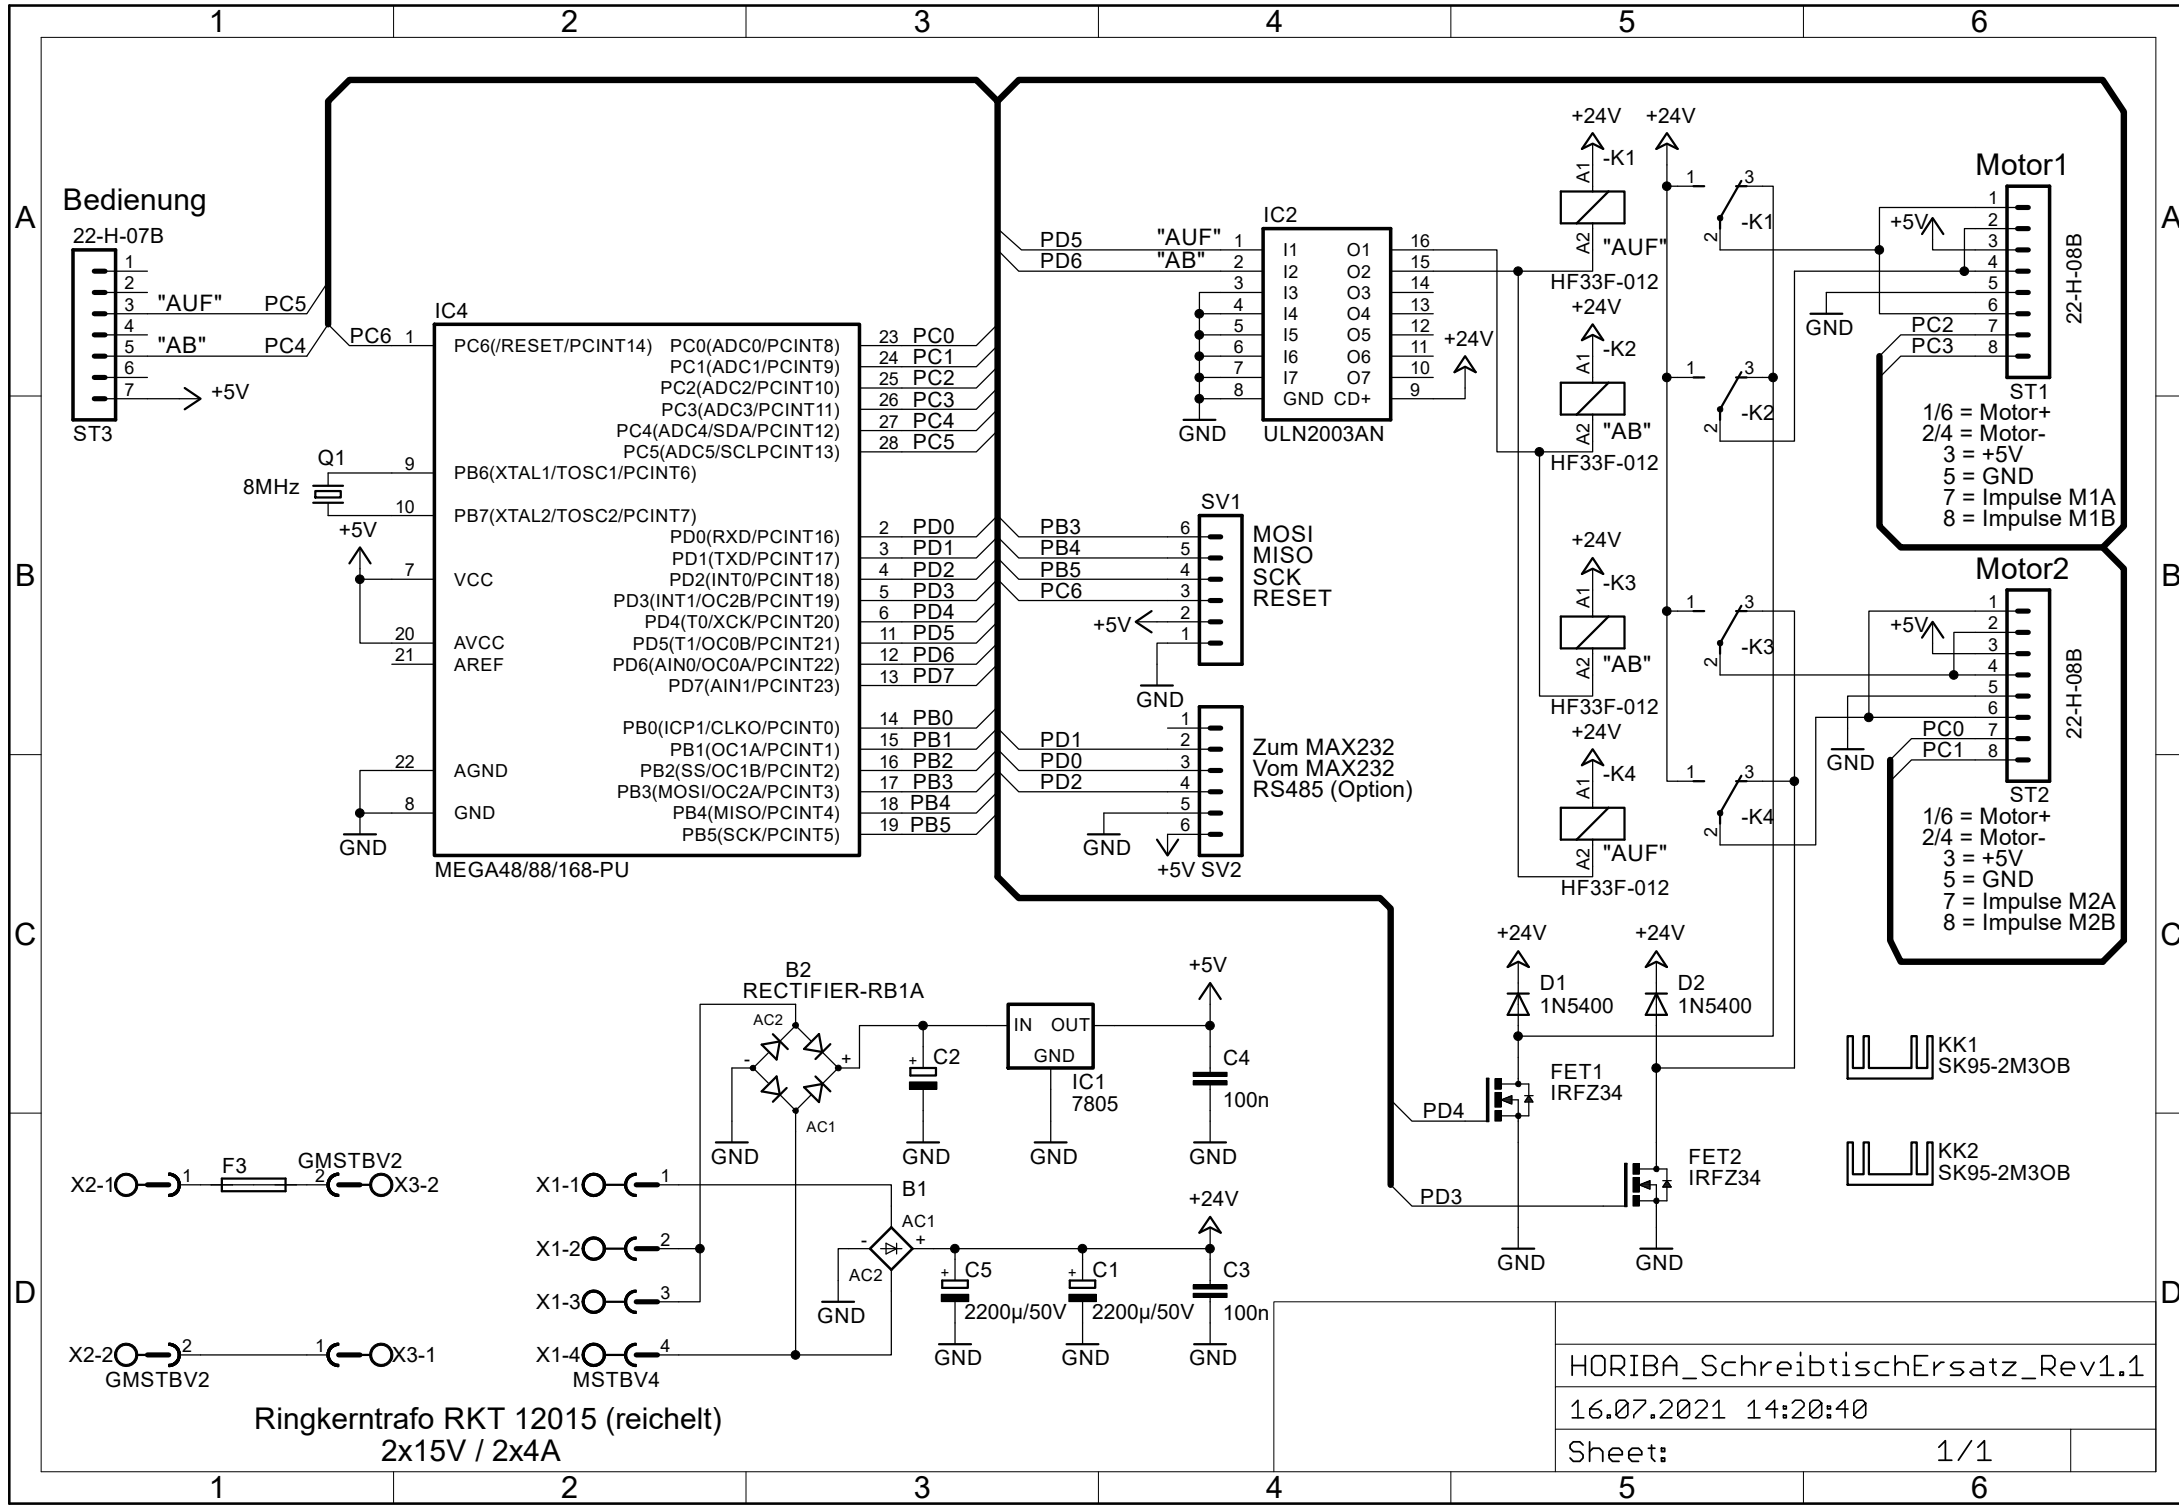 1 2 3 4 5 6
A A
B B
C C
D D
Bedienung
22-H-07B
1
2
3 "AUF" PC5
4
5 "AB" PC4
6
7 +5V
ST3
IC4
PC6 1 PC6(/RESET/PCINT14)
Q1
8MHz
9 PB6(XTAL1/TOSC1/PCINT6)
10 PB7(XTAL2/TOSC2/PCINT7)
+5V
7 VCC
20 AVCC
21 AREF
22 AGND
8 GND
GND
PC0(ADC0/PCINT8) 23 PC0
PC1(ADC1/PCINT9) 24 PC1
PC2(ADC2/PCINT10) 25 PC2
PC3(ADC3/PCINT11) 26 PC3
PC4(ADC4/SDA/PCINT12) 27 PC4
PC5(ADC5/SCLPCINT13) 28 PC5
PD0(RXD/PCINT16) 2 PD0
PD1(TXD/PCINT17) 3 PD1
PD2(INT0/PCINT18) 4 PD2
PD3(INT1/OC2B/PCINT19) 5 PD3
PD4(T0/XCK/PCINT20) 6 PD4
PD5(T1/OC0B/PCINT21) 11 PD5
PD6(AIN0/OC0A/PCINT22) 12 PD6
PD7(AIN1/PCINT23) 13 PD7
PB0(ICP1/CLKO/PCINT0) 14 PB0
PB1(OC1A/PCINT1) 15 PB1
PB2(SS/OC1B/PCINT2) 16 PB2
PB3(MOSI/OC2A/PCINT3) 17 PB3
PB4(MISO/PCINT4) 18 PB4
PB5(SCK/PCINT5) 19 PB5
MEGA48/88/168-PU
IC2
PD5 "AUF" 1 I1 O1 16
PD6 "AB" 2 I2 O2 15
3 I3 O3 14
4 I4 O4 13
5 I5 O5 12
6 I6 O6 11
7 I7 O7 10
8 GND CD+ 9
+24V
GND
ULN2003AN
SV1
PB3 6 MOSI
PB4 5 MISO
PB5 4 SCK
PC6 3 RESET
+5V 2
1
GND
1
PD1 2 Zum MAX232
PD0 3 Vom MAX232
PD2 4 RS485 (Option)
5
6
GND
+5V SV2
+24V +24V
A1 -K1
A2 "AUF"
HF33F-012
+24V
A1 -K2
A2 "AB"
HF33F-012
+24V
A1 -K3
A2 "AB"
HF33F-012
+24V
A1 -K4
A2 "AUF"
HF33F-012
1 3
2 -K1
1 3
2 -K2
1 3
2 -K3
1 3
2 -K4
Motor1
1
2
+5V 3
4
5
6
GND
PC2 7
PC3 8
22-H-08B
ST1
1/6 = Motor+
2/4 = Motor-
3 = +5V
5 = GND
7 = Impulse M1A
8 = Impulse M1B
Motor2
1
2
+5V 3
4
5
6
PC0 7
PC1 8
GND
22-H-08B
ST2
1/6 = Motor+
2/4 = Motor-
3 = +5V
5 = GND
7 = Impulse M2A
8 = Impulse M2B
B2
RECTIFIER-RB1A
AC2
- +
AC1
GND
+
C2
GND
IN OUT
GND
IC1
7805
GND
+5V
C4
100n
GND
+24V
D1
1N5400
+24V
D2
1N5400
FET1
IRFZ34
PD4
GND
FET2
IRFZ34
PD3
GND
KK1
SK95-2M3OB
KK2
SK95-2M3OB
X2-1 1 F3 GMSTBV2 2 X3-2
X2-2 2 1 X3-1
GMSTBV2
X1-1 1
X1-2 2
X1-3 3
X1-4 4
MSTBV4
B1
AC1
- +
AC2
GND
+
C5
2200µ/50V
GND
+
C1
2200µ/50V
GND
+24V
C3
100n
GND
Ringkerntrafo RKT 12015 (reichelt)
2x15V / 2x4A
HORIBA_SchreibtischErsatz_Rev1.1
16.07.2021 14:20:40
Sheet: 1/1
1 2 3 4 5 6